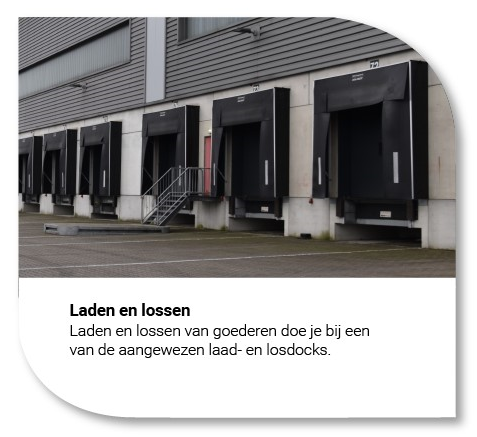 Laden en lossen
Laden en lossen van goederen doe je bij een
van de aangewezen laad- en losdocks.